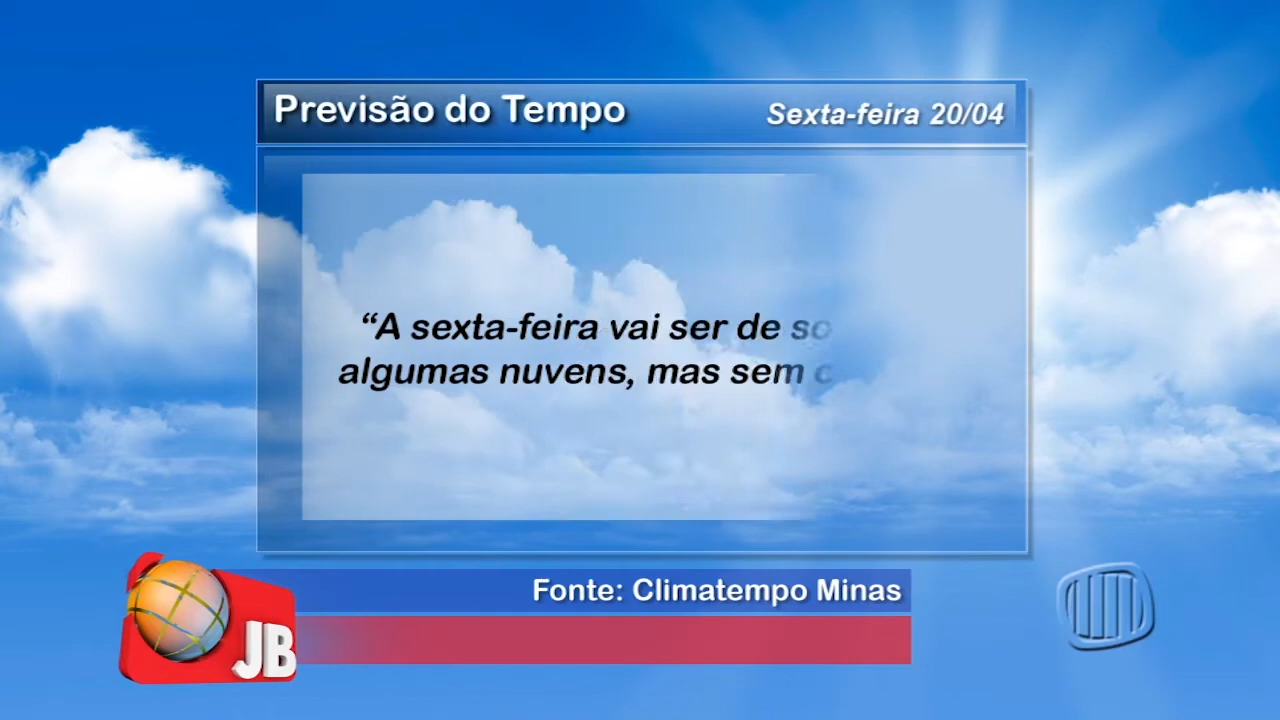 Previsão do Tempo
Sexta-feira 20/04
“A sexta-feira vai ser de
algumas nuvens, mas sem
Fonte: Climatempo Minas
JB